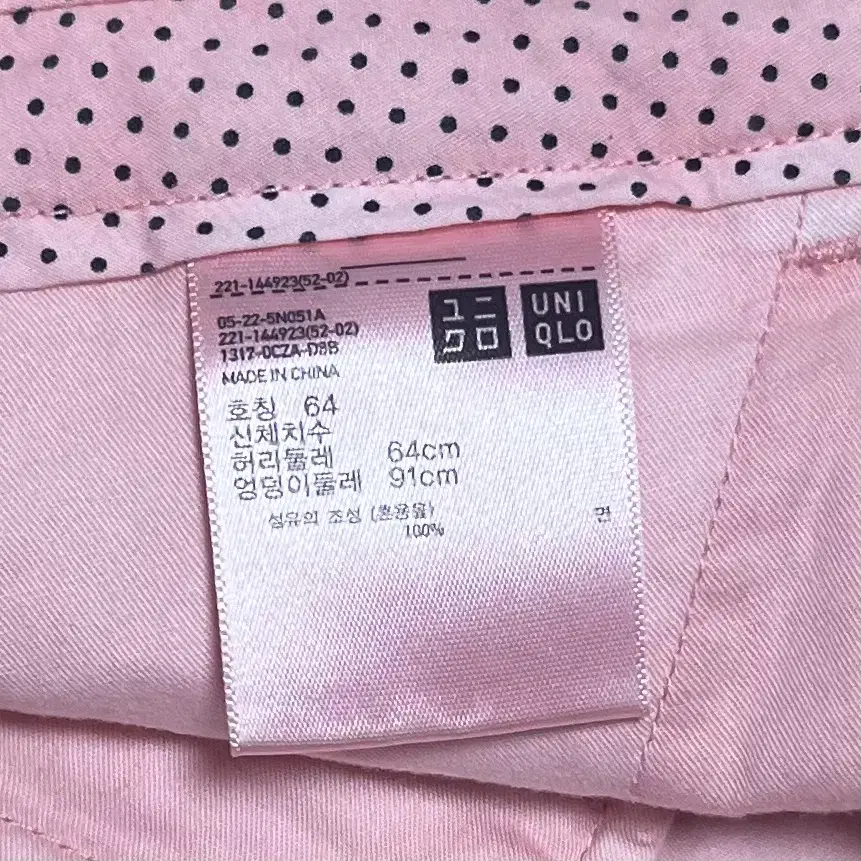 221-144923(52-02)
ユニ
クロ
UNI
QLO
05-22-5N051A
221-144923(52-02)
1317-0CZA-D8B
MADE IN CHINA
호칭 64
신체치수
허리둘레 64cm
엉덩이둘레 91cm
섬유의 조성 (혼용율) 면
100%